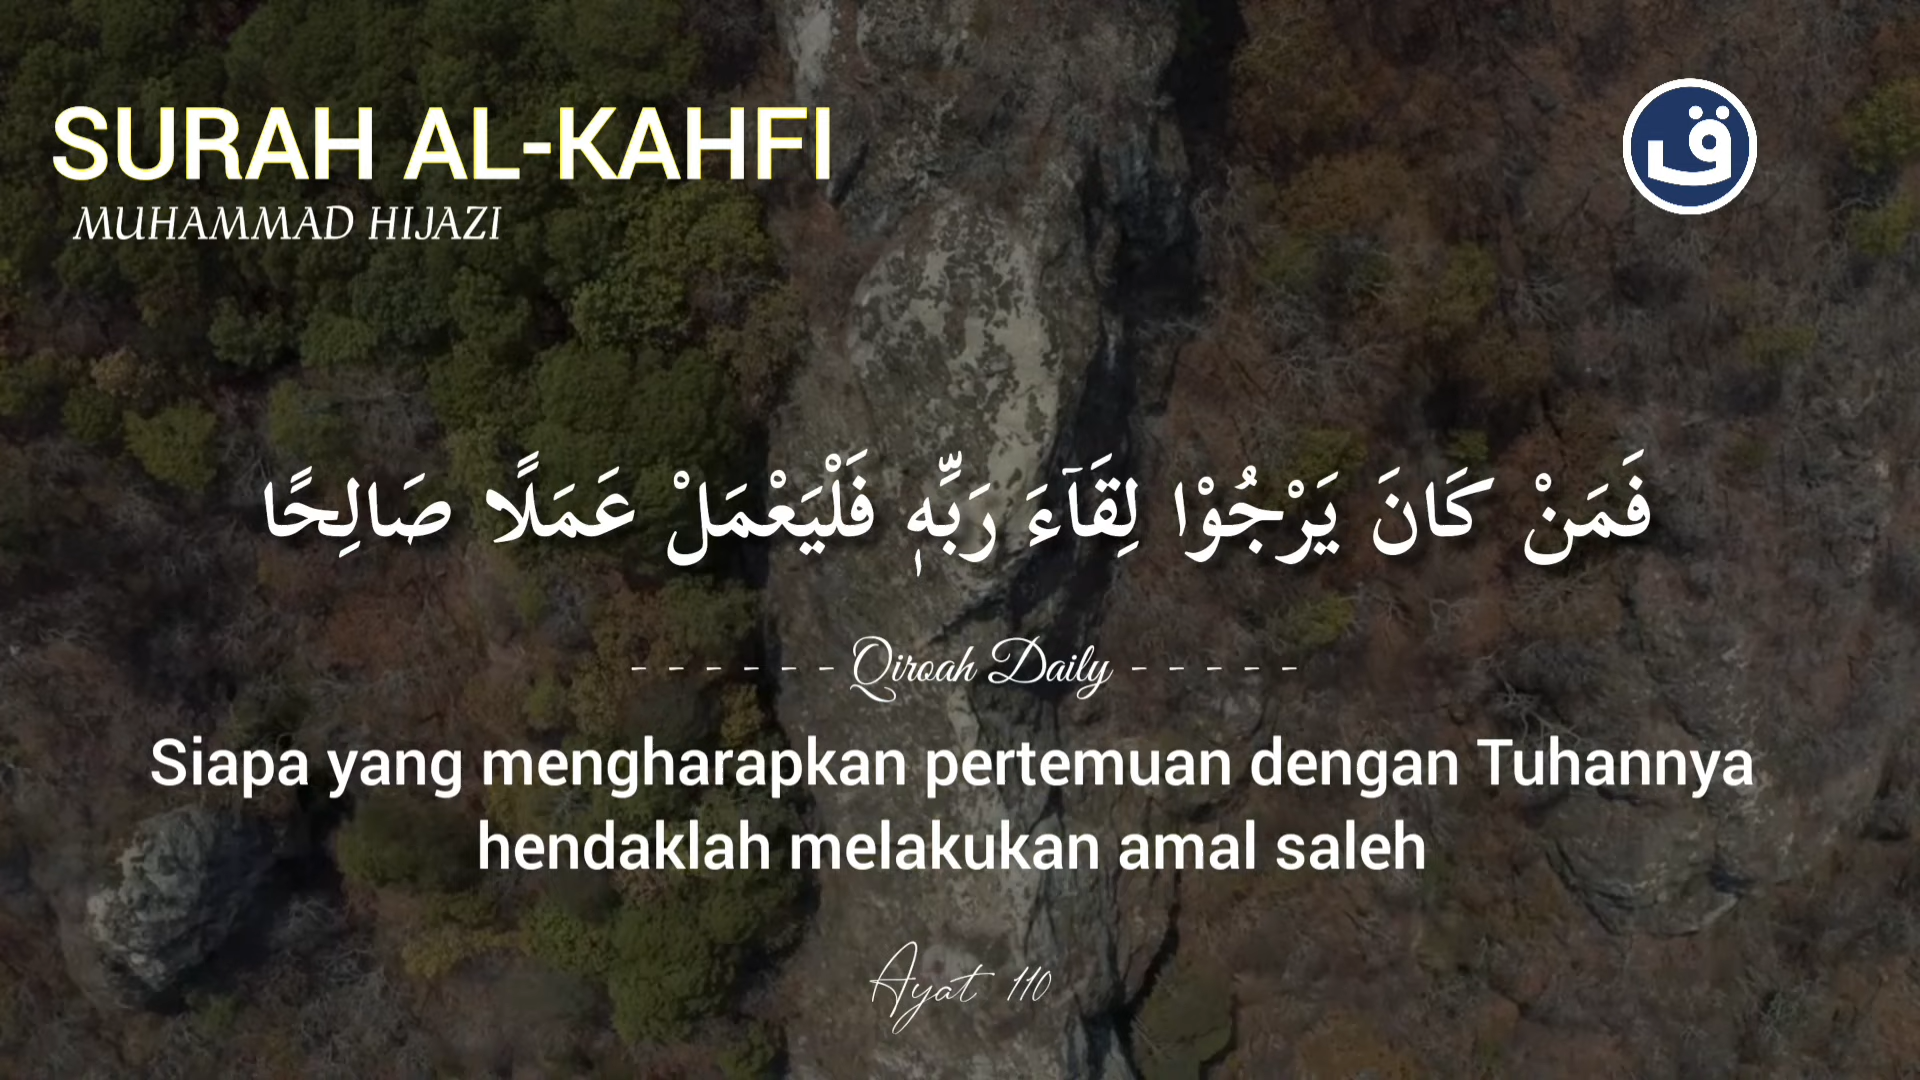 SURAH AL-KAHFI
MUHAMMAD HIJAZI
ق
فَمَنْ كَانَ يَرْجُوْا لِقَاۤءَ رَبِّهٖ فَلْيَعْمَلْ عَمَلًا صَالِحًا
- - - - - - Qiroah Daily - - - - -
Siapa yang mengharapkan pertemuan dengan Tuhannya
hendaklah melakukan amal saleh
Ayat 110